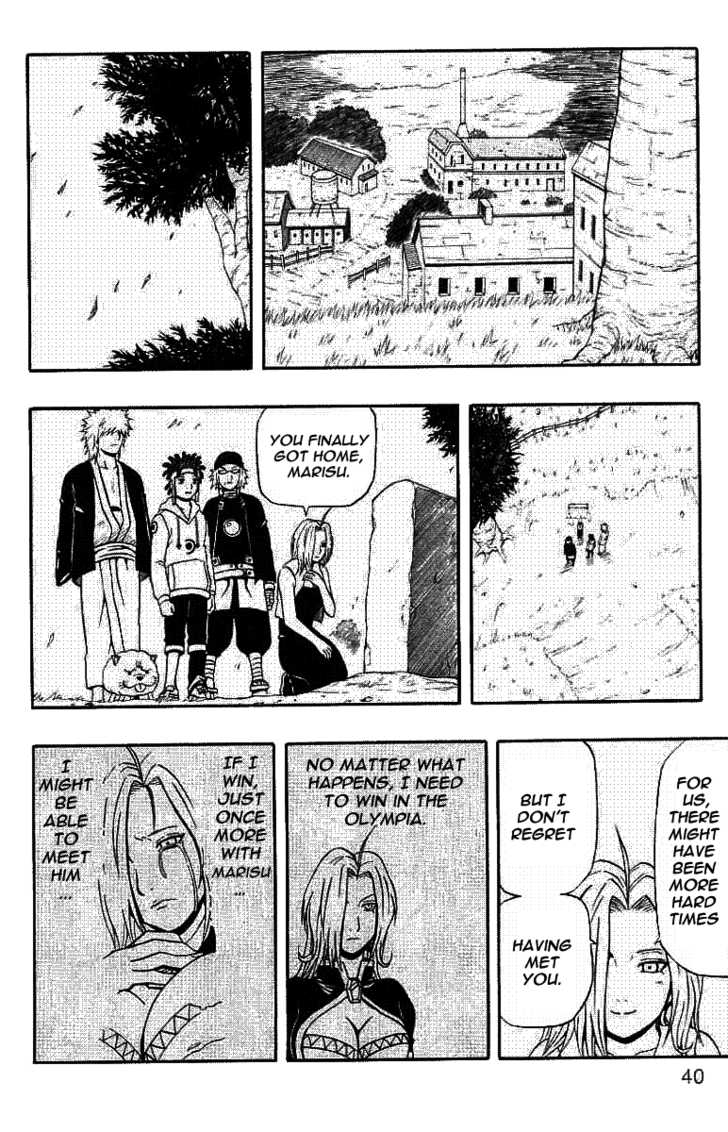 YOU FINALLY
GOT HOME,
MARISU.
FOR
US,
THERE
MIGHT
HAVE
BEEN
MORE
HARD
TIMES
BUT I
DON'T
REGRET
HAVING
MET
YOU.
NO MATTER WHAT
HAPPENS, I NEED
TO WIN IN THE
OLYMPIA.
IF I
WIN,
JUST
ONCE
MORE
WITH
MARISU
...
I
MIGHT
BE
ABLE
TO
MEET
HIM
...
40